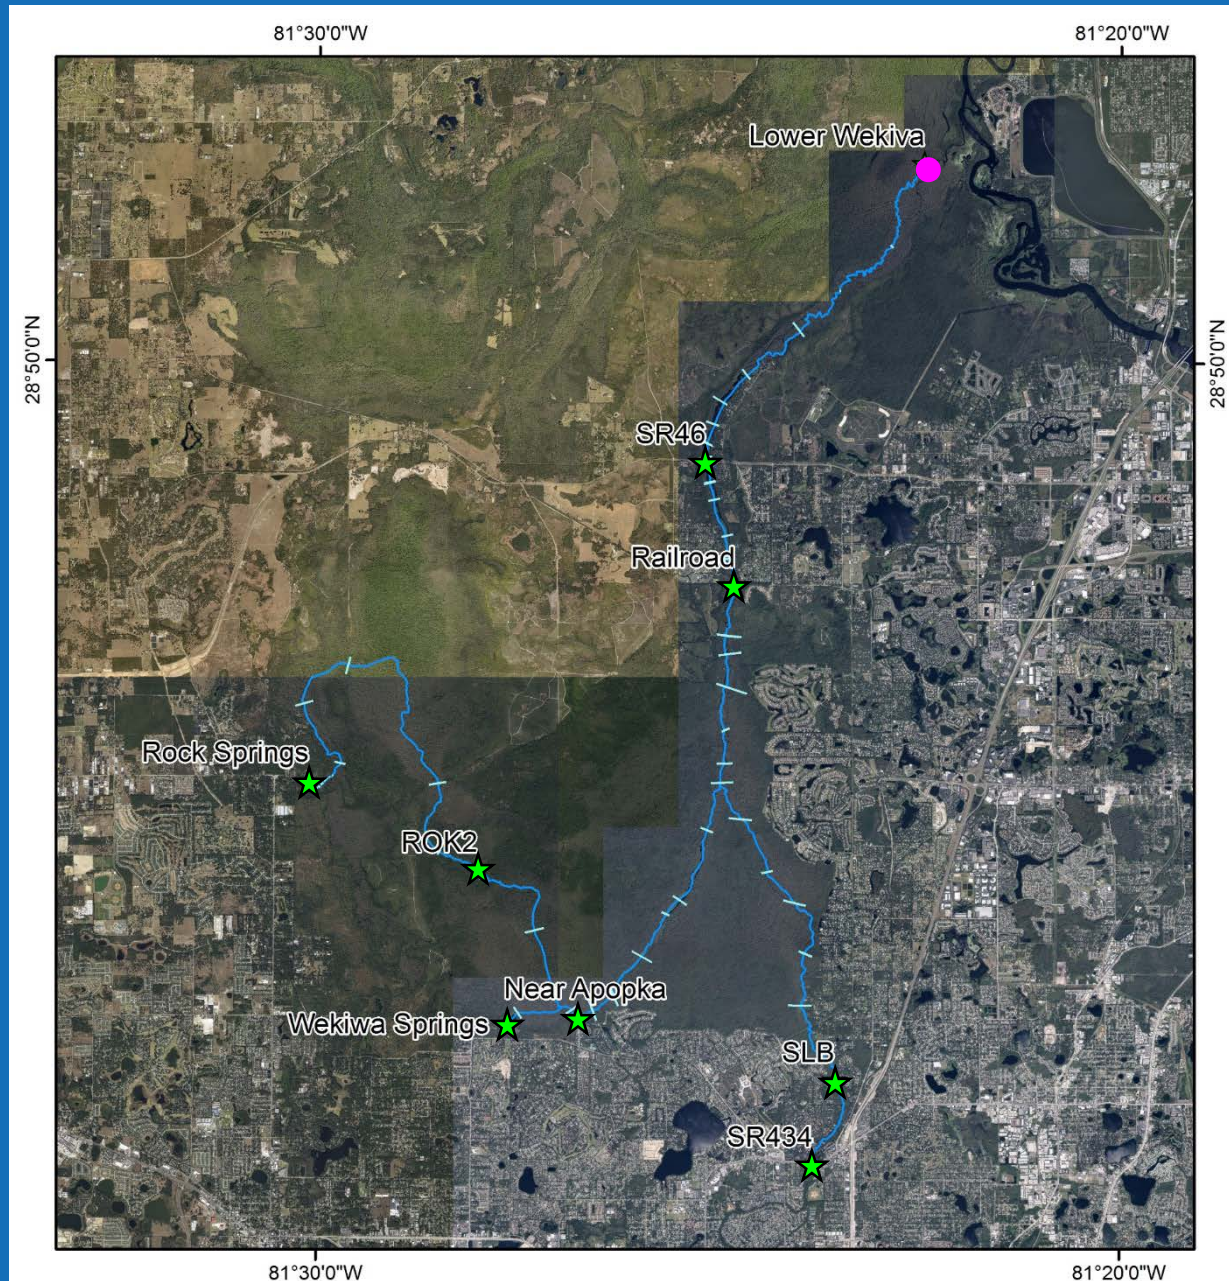 81°30'0"W
81°20'0"W
Lower Wekiva
28°50'0"N
28°50'0"N
SR46
Railroad
Rock Springs
ROK2
Near Apopka
Wekiwa Springs
SLB
SR434
81°30'0"W
81°20'0"W